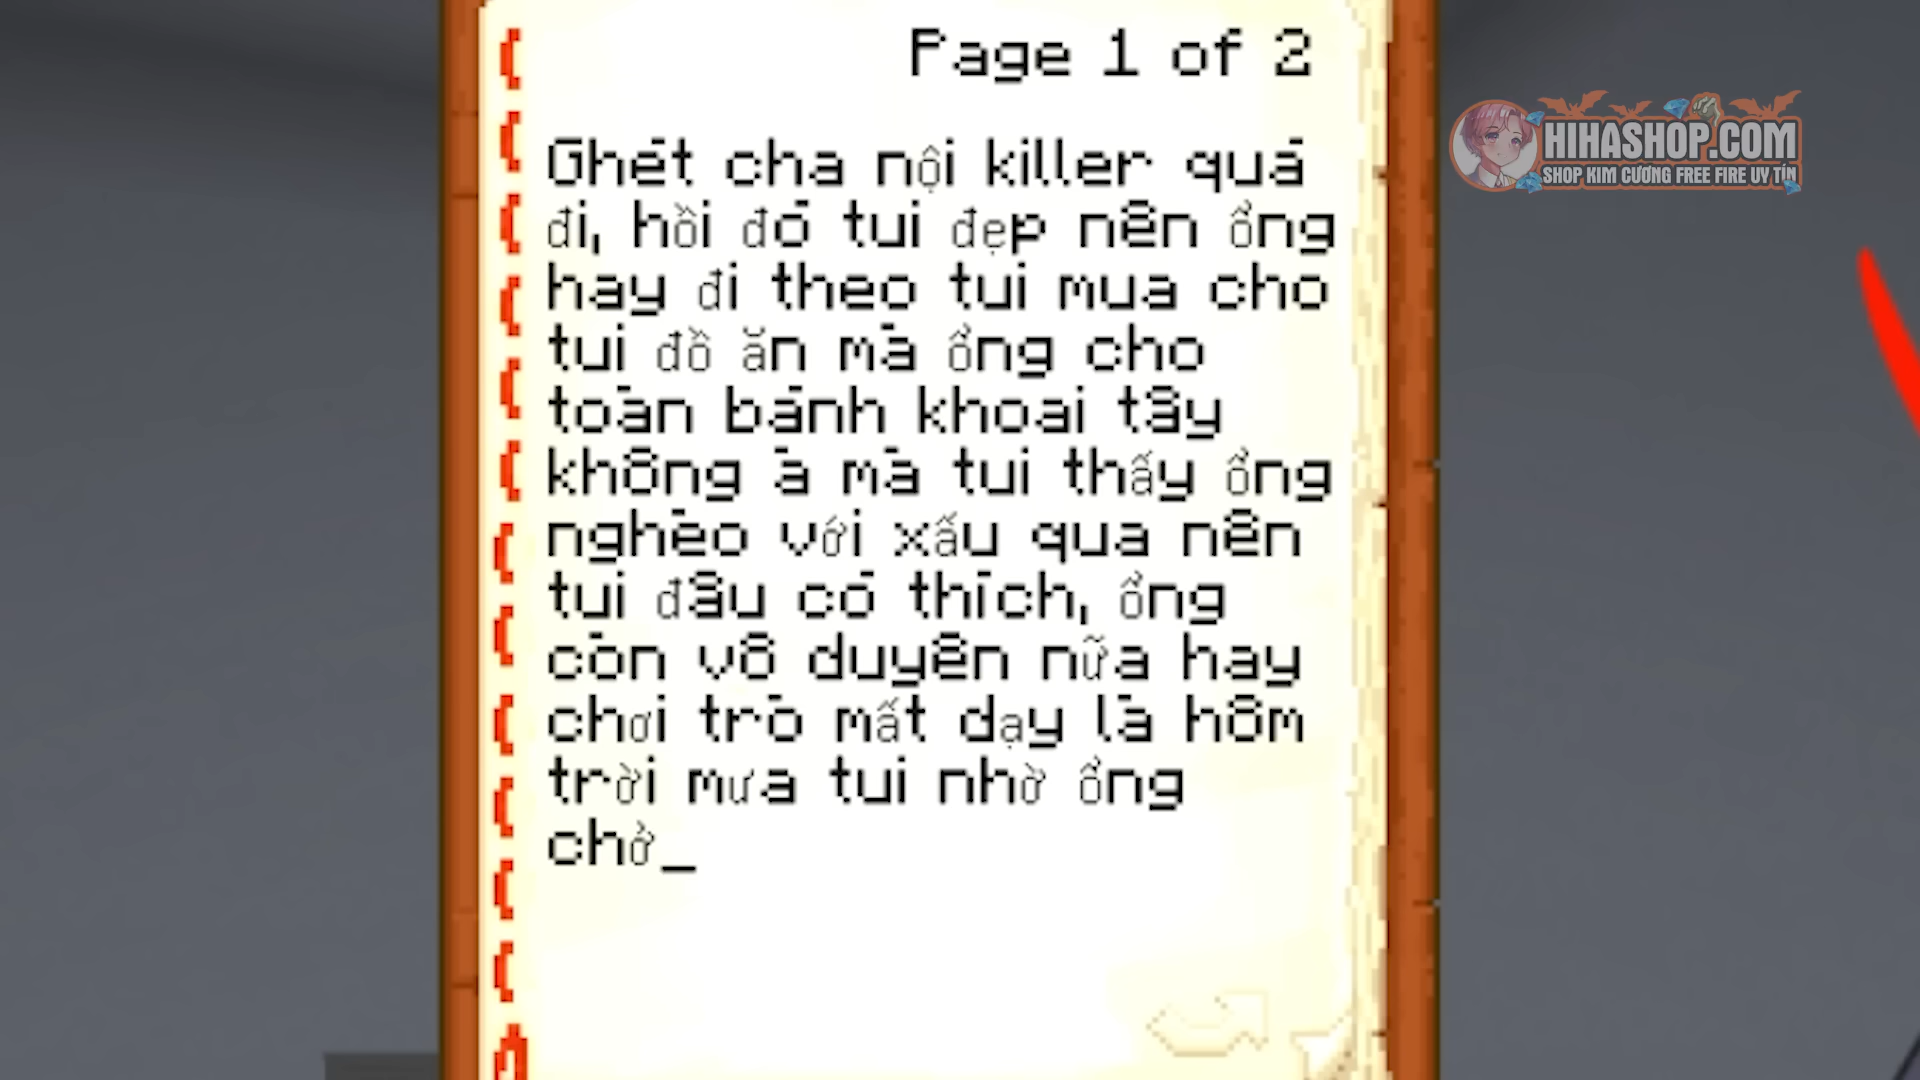 Page 1 of 2
HIHASHOP.COM
SHOP KIM CƯƠNG FREE FIRE UY TÍN
Ghét cha nội killer quá
đi, hồi đó tui đẹp nên ổng
hay đi theo tui mua cho
tui đồ ăn mà ổng cho
toàn bánh khoai tây
không à mà tui thấy ổng
nghèo với xấu qua nên
tui đâu có thích, ổng
còn vô duyên nữa hay
chơi trò mất dạy là hôm
trời mưa tui nhờ ổng
chở_